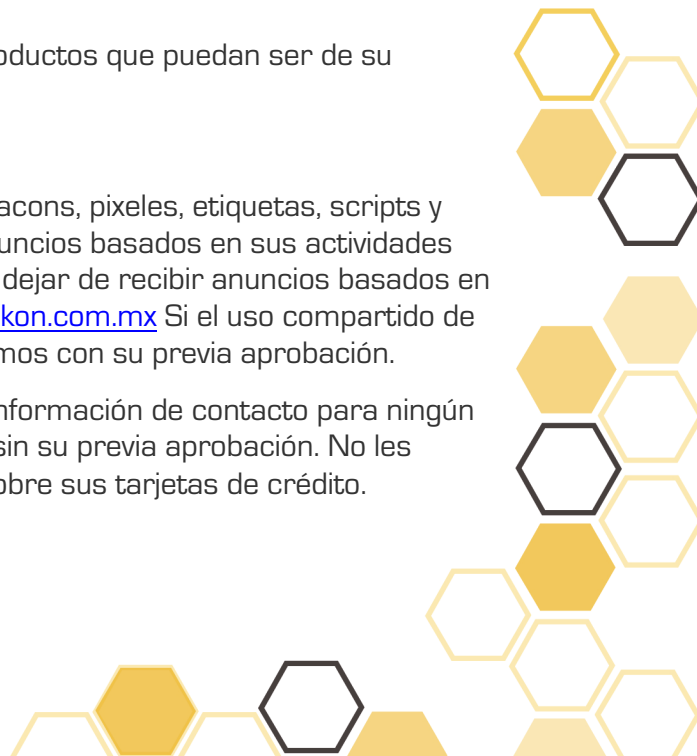 oductos que puedan ser de su
acons, pixeles, etiquetas, scripts y
nuncios basados en sus actividades
dejar de recibir anuncios basados en
kon.com.mx Si el uso compartido de
mos con su previa aprobación.
nformación de contacto para ningún
sin su previa aprobación. No les
obre sus tarjetas de crédito.